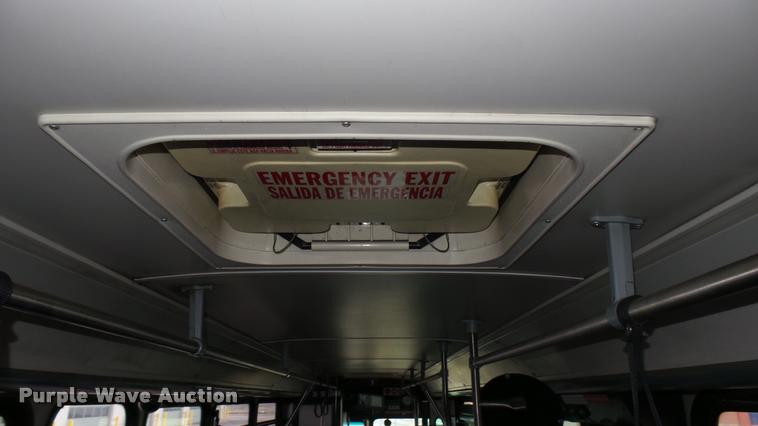 EMERGENCY EXIT
SALIDA DE EMERGENCIA
Purple Wave Auction